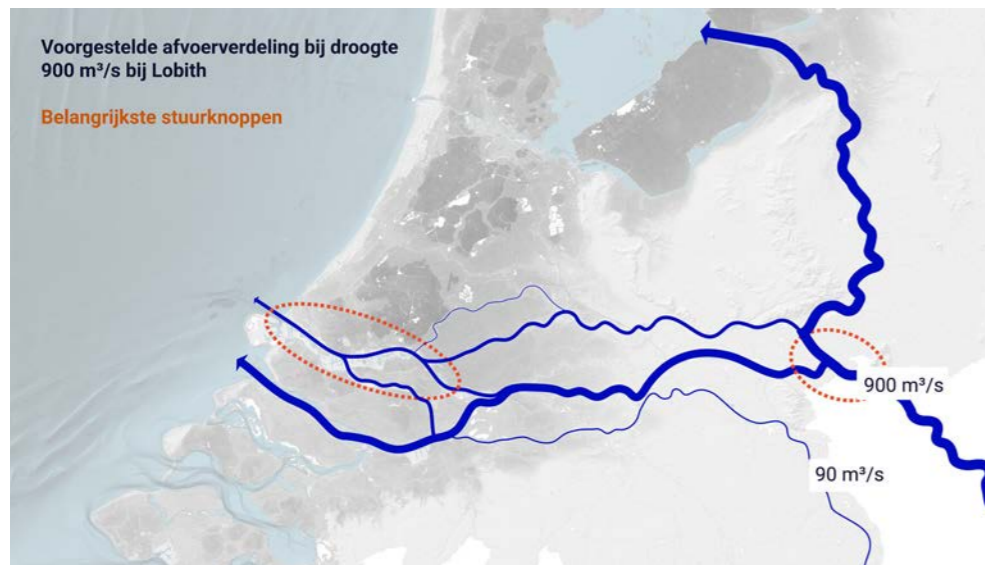 Voorgestelde afvoerverdeling bij droogte
900 m³/s bij Lobith
Belangrijkste stuurknoppen
900 m³/s
90 m³/s